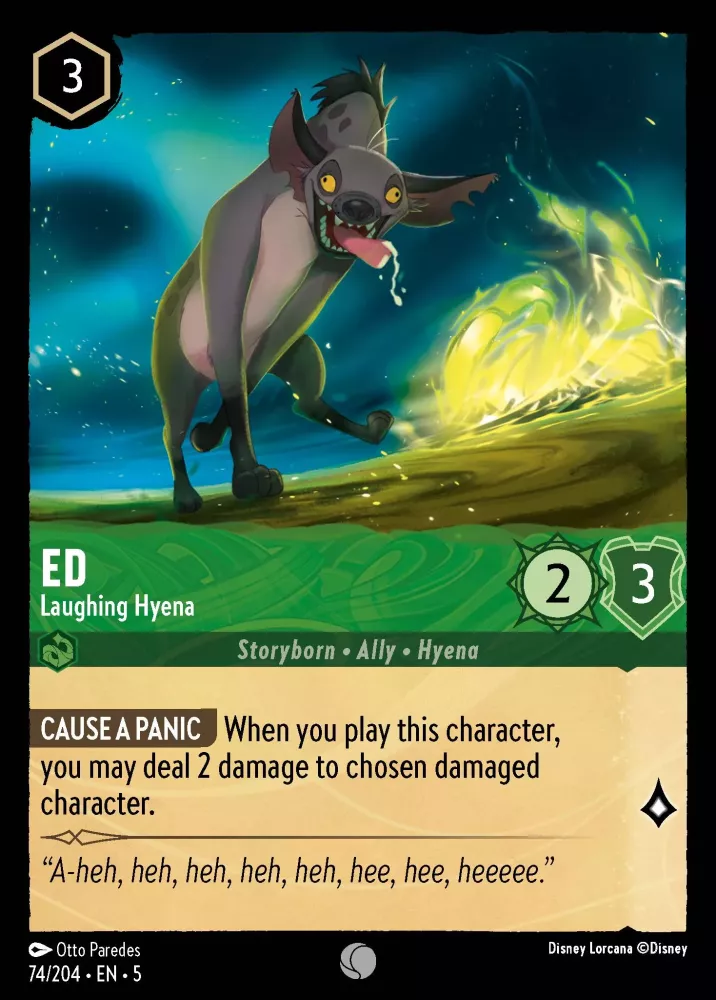 3
ED
Laughing Hyena
2
3
Storyborn • Ally • Hyena
CAUSE A PANIC When you play this character,
you may deal 2 damage to chosen damaged
character.
“A-heh, heh, heh, heh, heh, hee, hee, heeeee.”
Otto Paredes
Disney Lorcana ©Disney
74/204 • EN • 5